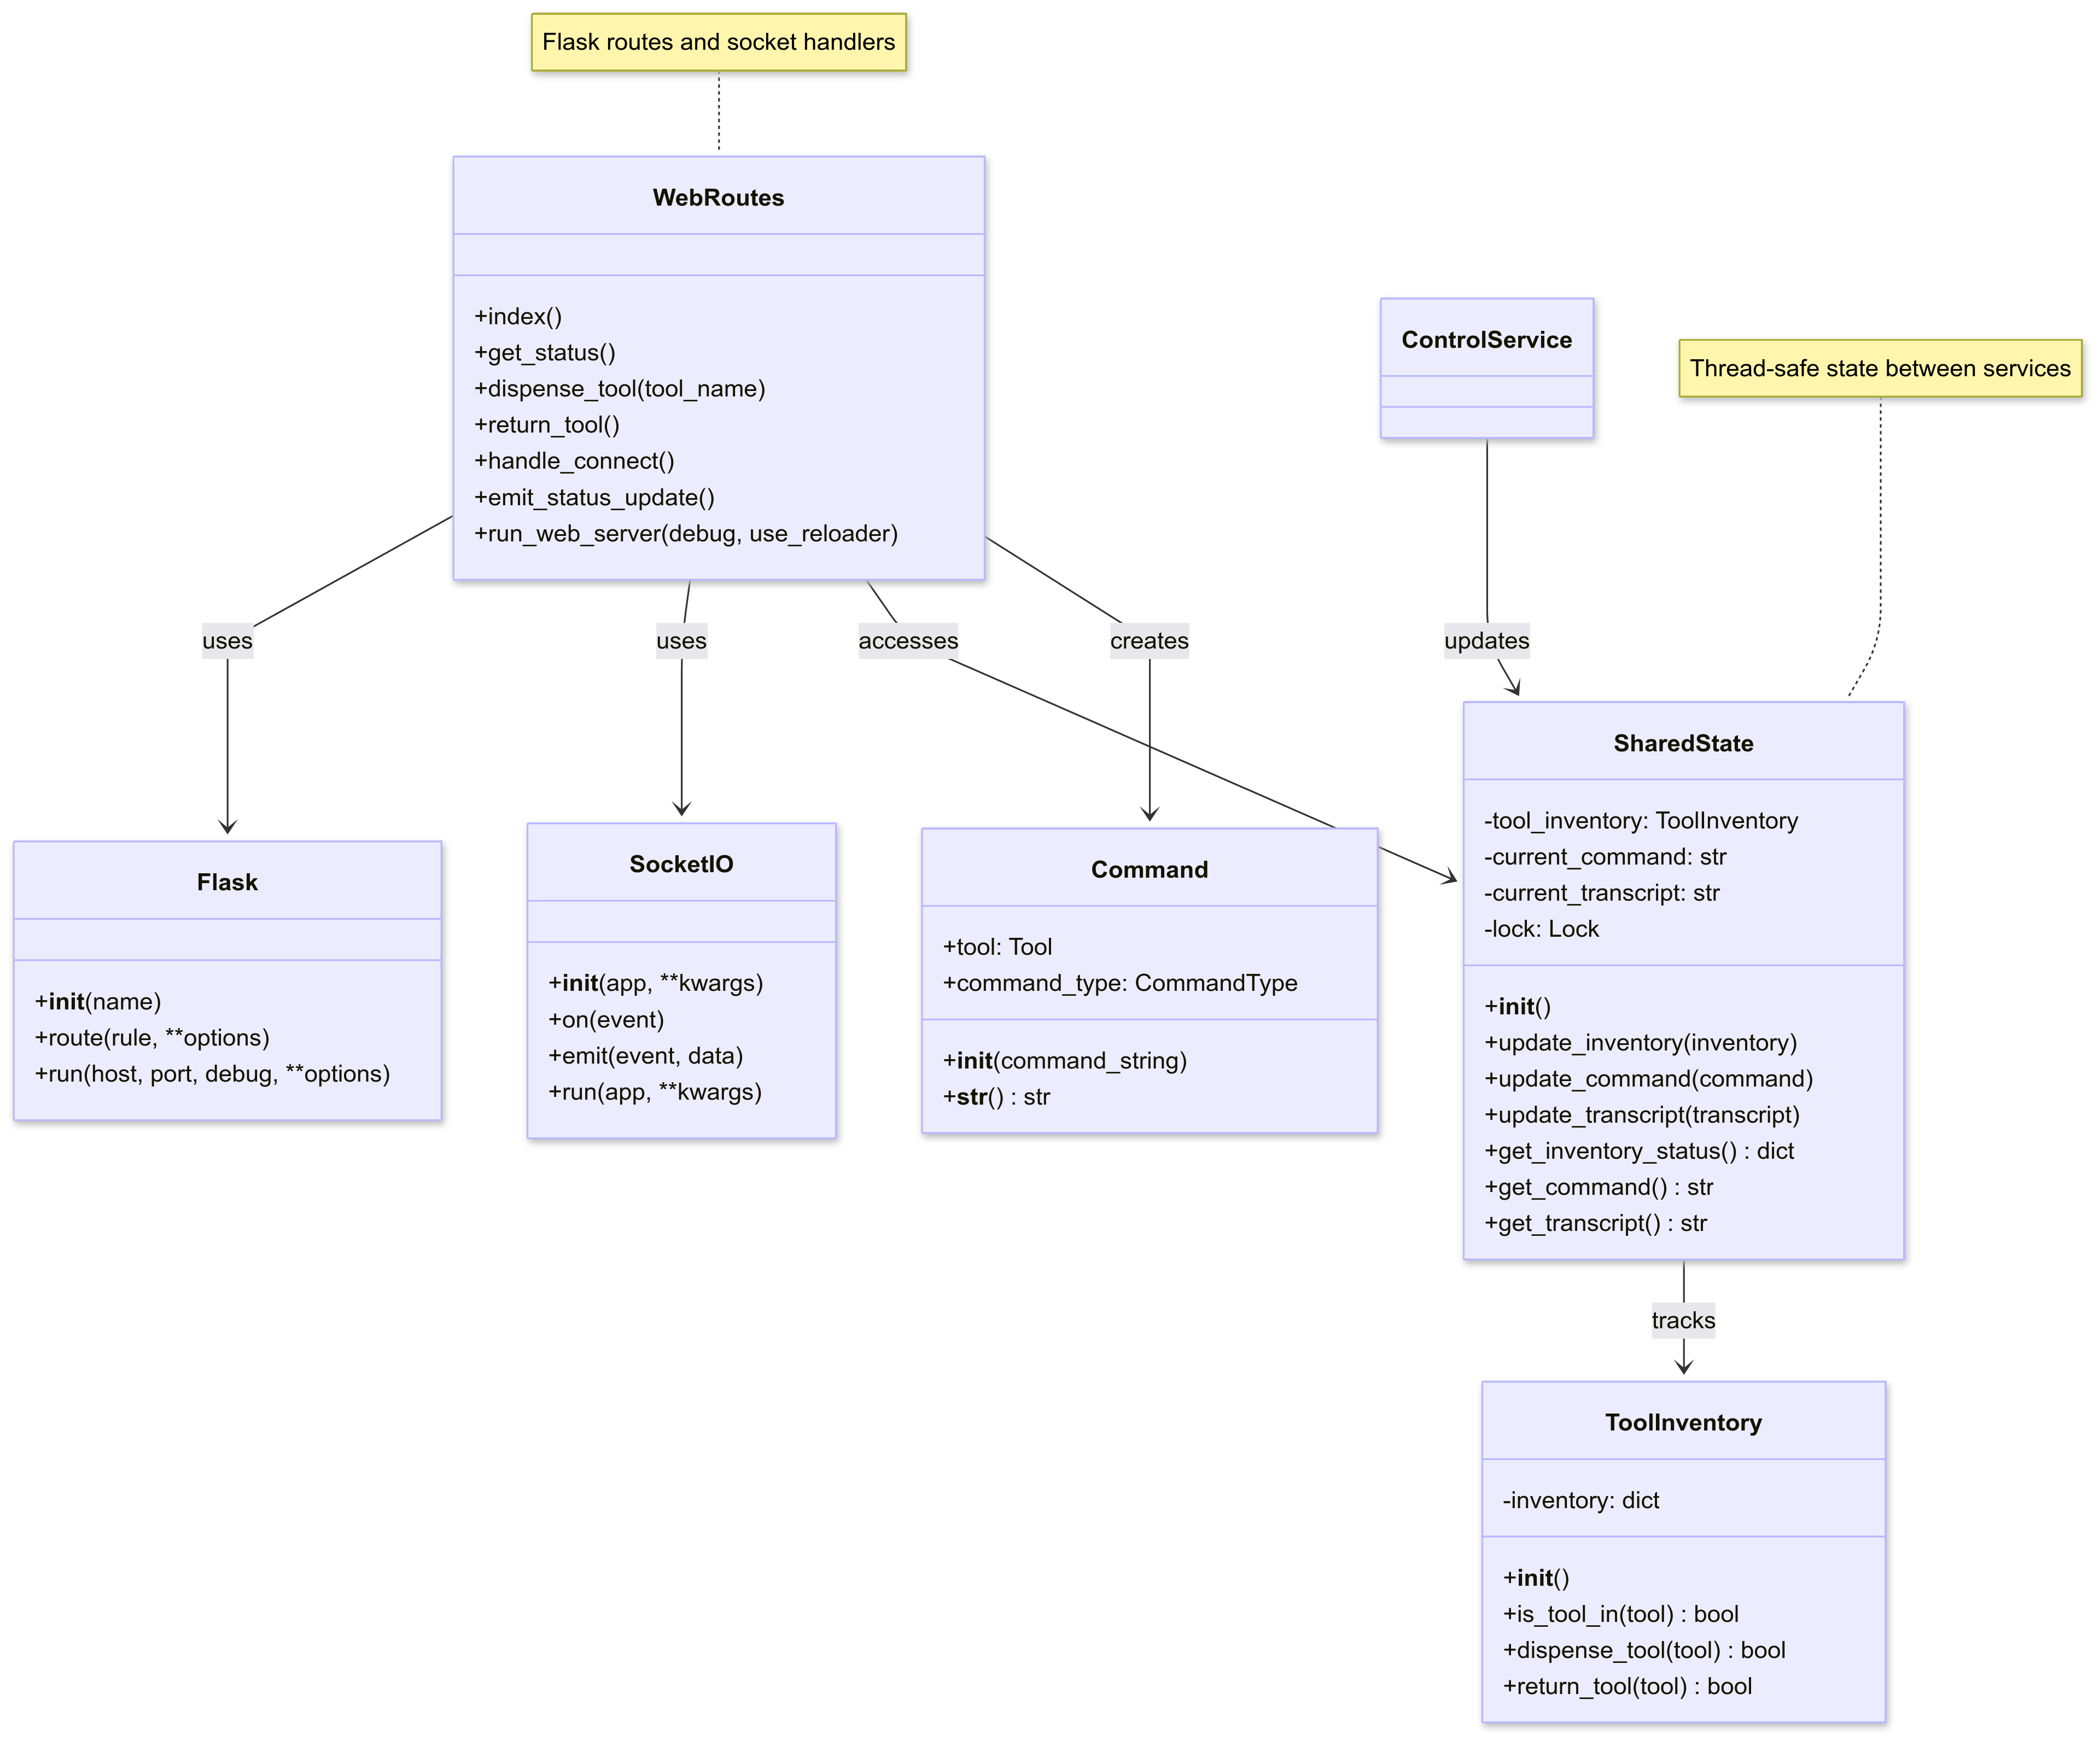 Flask routes and socket handlers
WebRoutes
+index()
+get_status()
+dispense_tool(tool_name)
+return_tool()
+handle_connect()
+emit_status_update()
+run_web_server(debug, use_reloader)
ControlService
Thread-safe state between services
uses
uses
accesses
creates
updates
Flask
+init(name)
+route(rule, **options)
+run(host, port, debug, **options)
SocketIO
+init(app, **kwargs)
+on(event)
+emit(event, data)
+run(app, **kwargs)
Command
+tool: Tool
+command_type: CommandType
+init(command_string)
+str() : str
SharedState
-tool_inventory: ToolInventory
-current_command: str
-current_transcript: str
-lock: Lock
+init()
+update_inventory(inventory)
+update_command(command)
+update_transcript(transcript)
+get_inventory_status() : dict
+get_command() : str
+get_transcript() : str
tracks
ToolInventory
-inventory: dict
+init()
+is_tool_in(tool) : bool
+dispense_tool(tool) : bool
+return_tool(tool) : bool